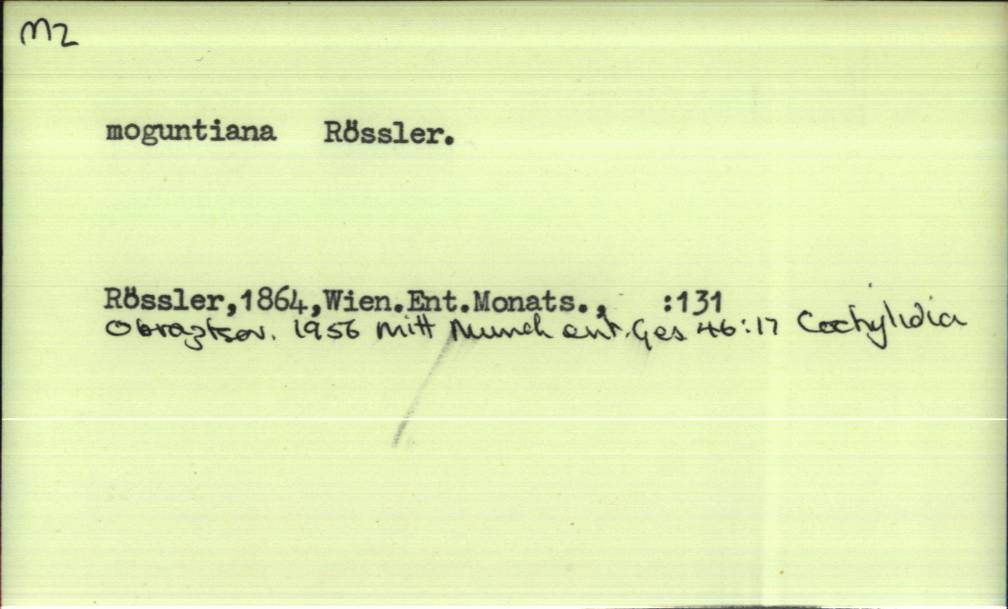 M2
moguntiana Rössler.
Rössler,1864,Wien.Ent.Monats., :131
Obraztsov. 1956 Mitt Munch ent. Ges 46:17 Cochylidia